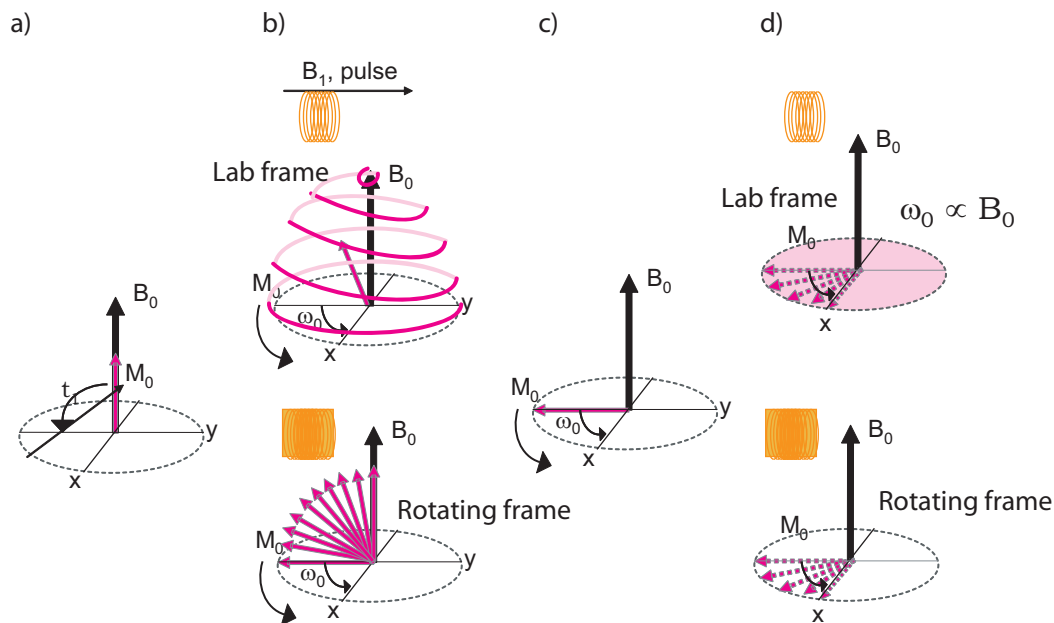 a)
b)
c)
d)
B₁, pulse
Lab frame
B₀
M₀
ω₀
y
x
B₀
M₀
t₁
y
x
B₀
Rotating frame
M₀
ω₀
y
x
B₀
M₀
ω₀
y
x
B₀
Lab frame
ω₀ ∝ B₀
M₀
x
B₀
Rotating frame
M₀
x